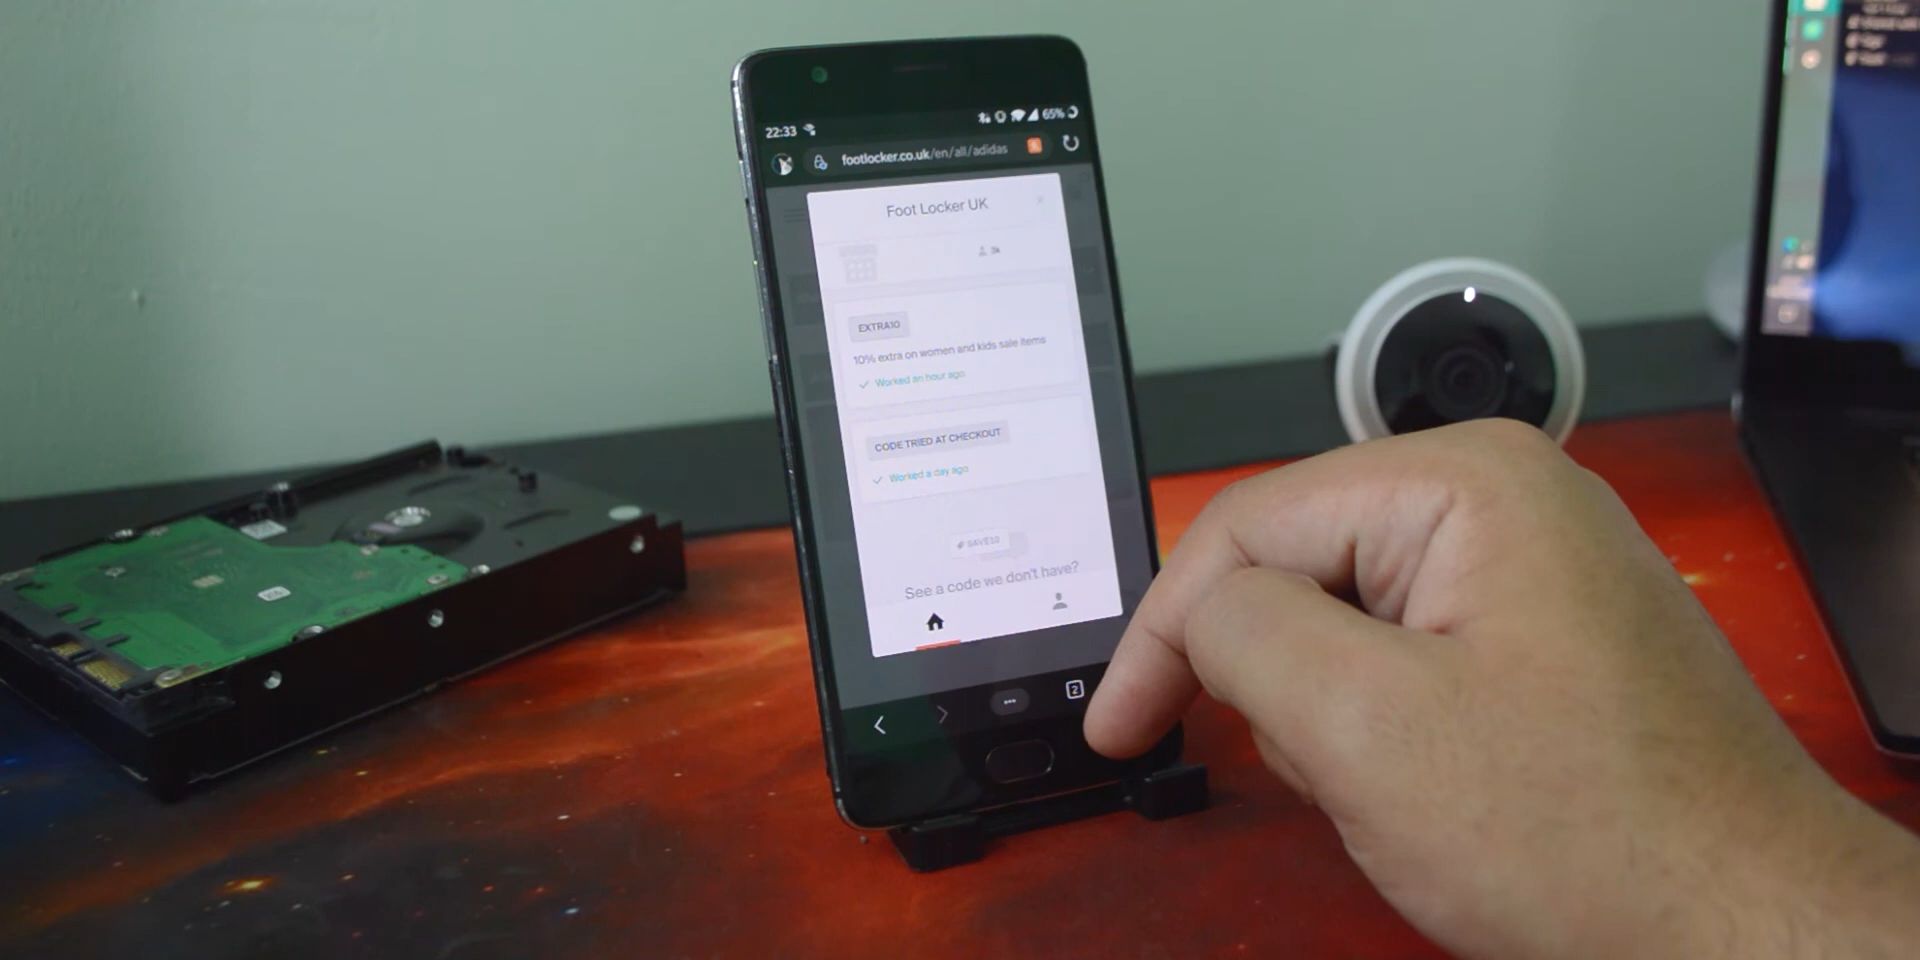 22:33 65%
footlocker.co.uk/en/all/adidas
Foot Locker UK
3k
EXTRA10
10% extra on women and kids sale items
Worked an hour ago
CODE TRIED AT CHECKOUT
Worked a day ago
SAVE10
See a code we don't have?
2